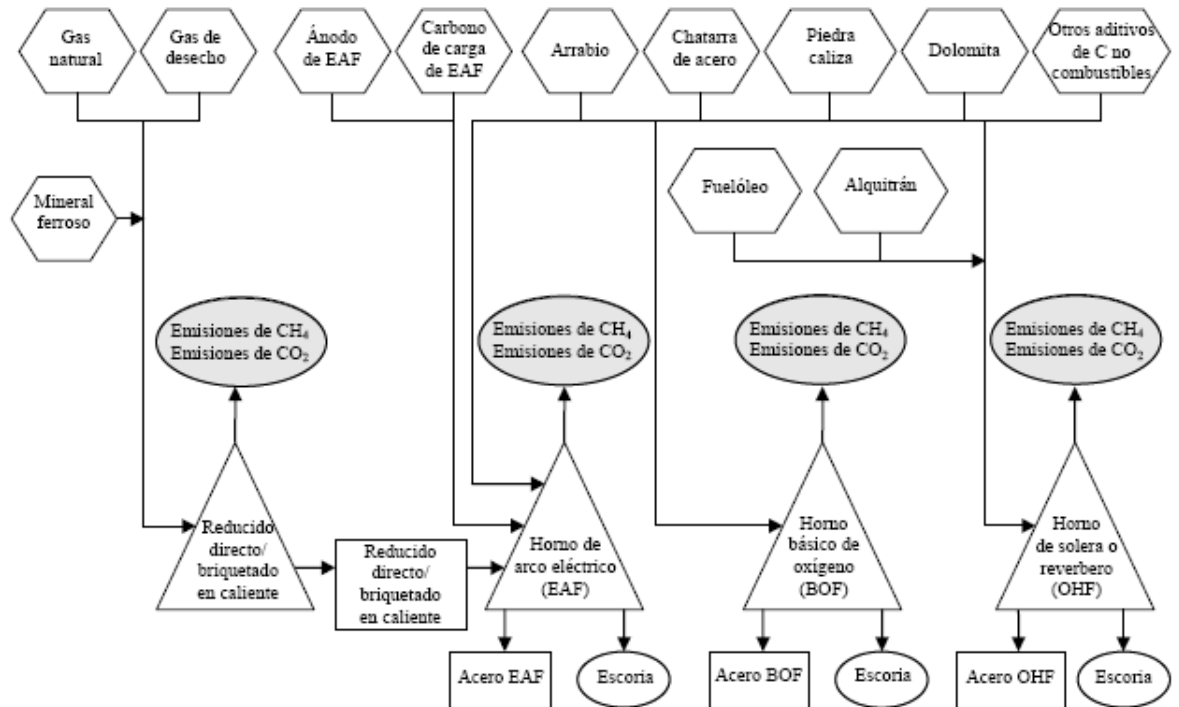 Gas
natural
Gas de
desecho
Ánodo
de EAF
Carbono
de carga
de EAF
Arrabio
Chatarra
de acero
Piedra
caliza
Dolomita
Otros aditivos
de C no
combustibles
Mineral
ferroso
Fuelóleo
Alquitrán
Emisiones de CH₄
Emisiones de CO₂
Emisiones de CH₄
Emisiones de CO₂
Emisiones de CH₄
Emisiones de CO₂
Emisiones de CH₄
Emisiones de CO₂
Reducido
directo/
briquetado
en caliente
Reducido
directo/
briquetado
en caliente
Horno de
arco eléctrico
(EAF)
Horno
básico de
oxígeno
(BOF)
Horno
de solera o
reverbero
(OHF)
Acero EAF
Escoria
Acero BOF
Escoria
Acero OHF
Escoria